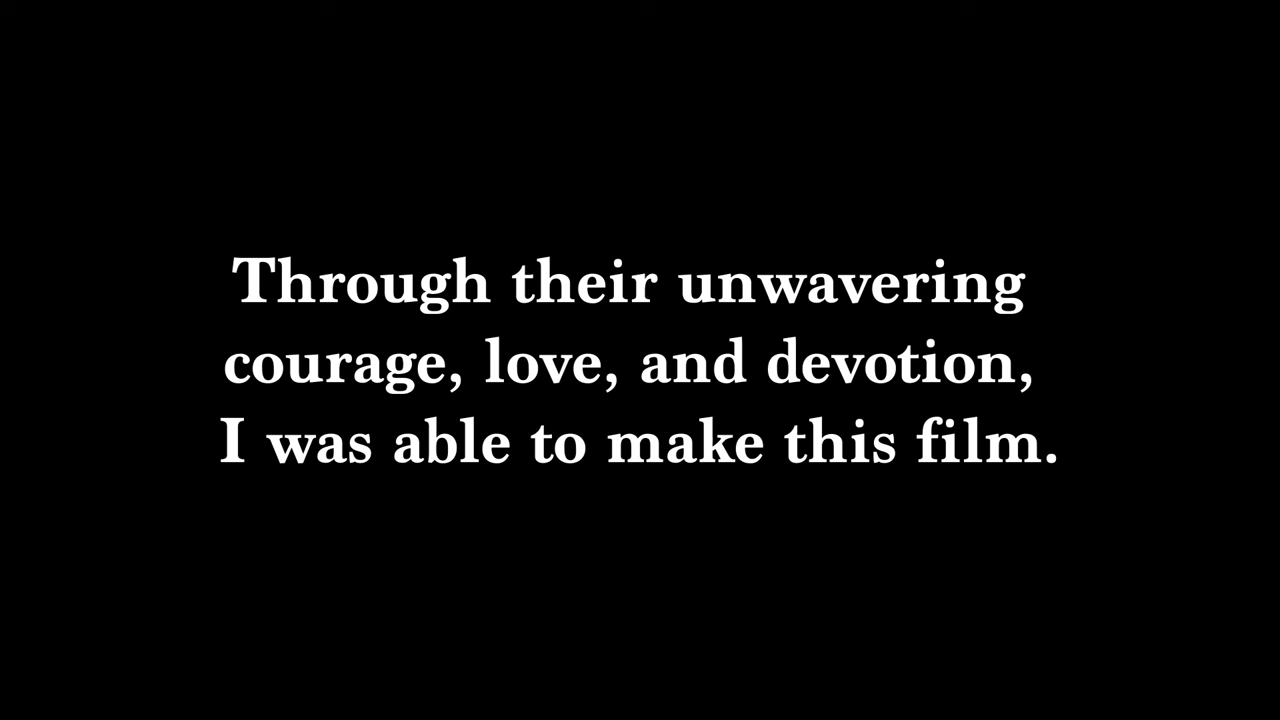 Through their unwavering
courage, love, and devotion,
I was able to make this film.